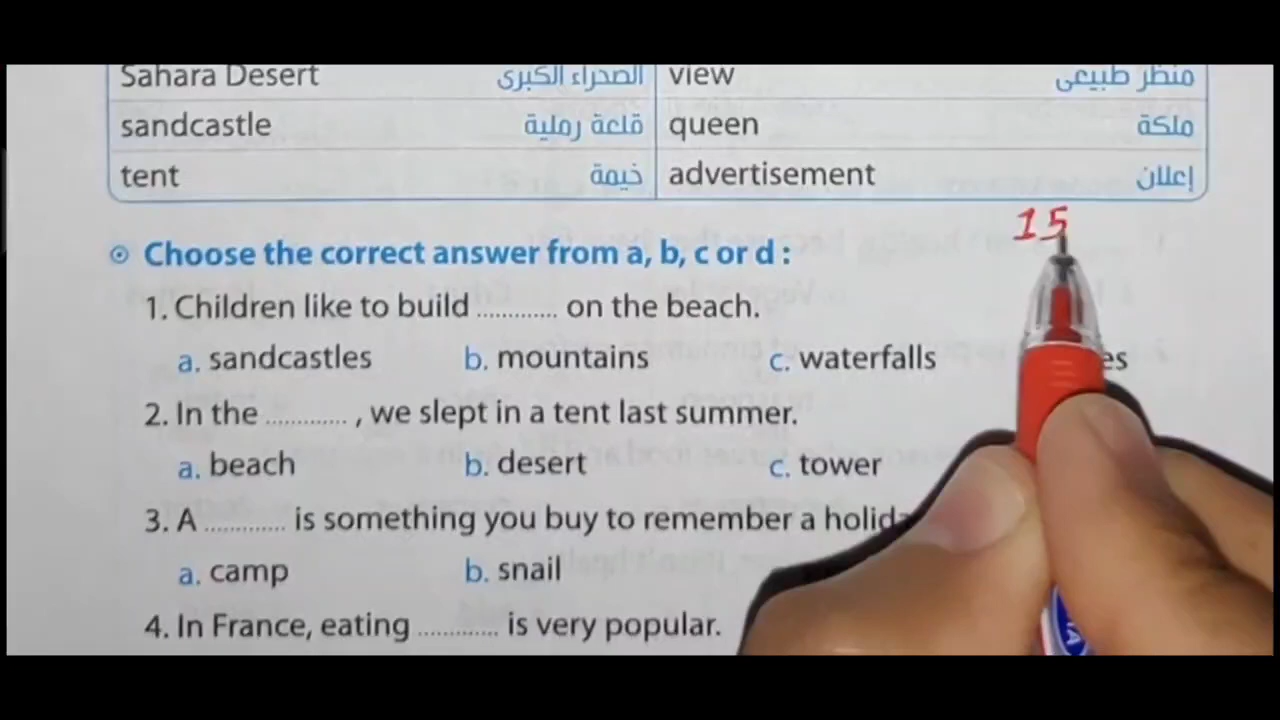 Sahara Desert الصحراء الكبرى view منظر طبيعى
sandcastle قلعة رملية queen ملكة
tent خيمة advertisement إعلان
15
Choose the correct answer from a, b, c or d :
1. Children like to build ............ on the beach.
a. sandcastles b. mountains c. waterfalls
2. In the ............ , we slept in a tent last summer.
a. beach b. desert c. tower
3. A ............ is something you buy to remember a
a. camp b. snail
4. In France, eating ............ is very popular.